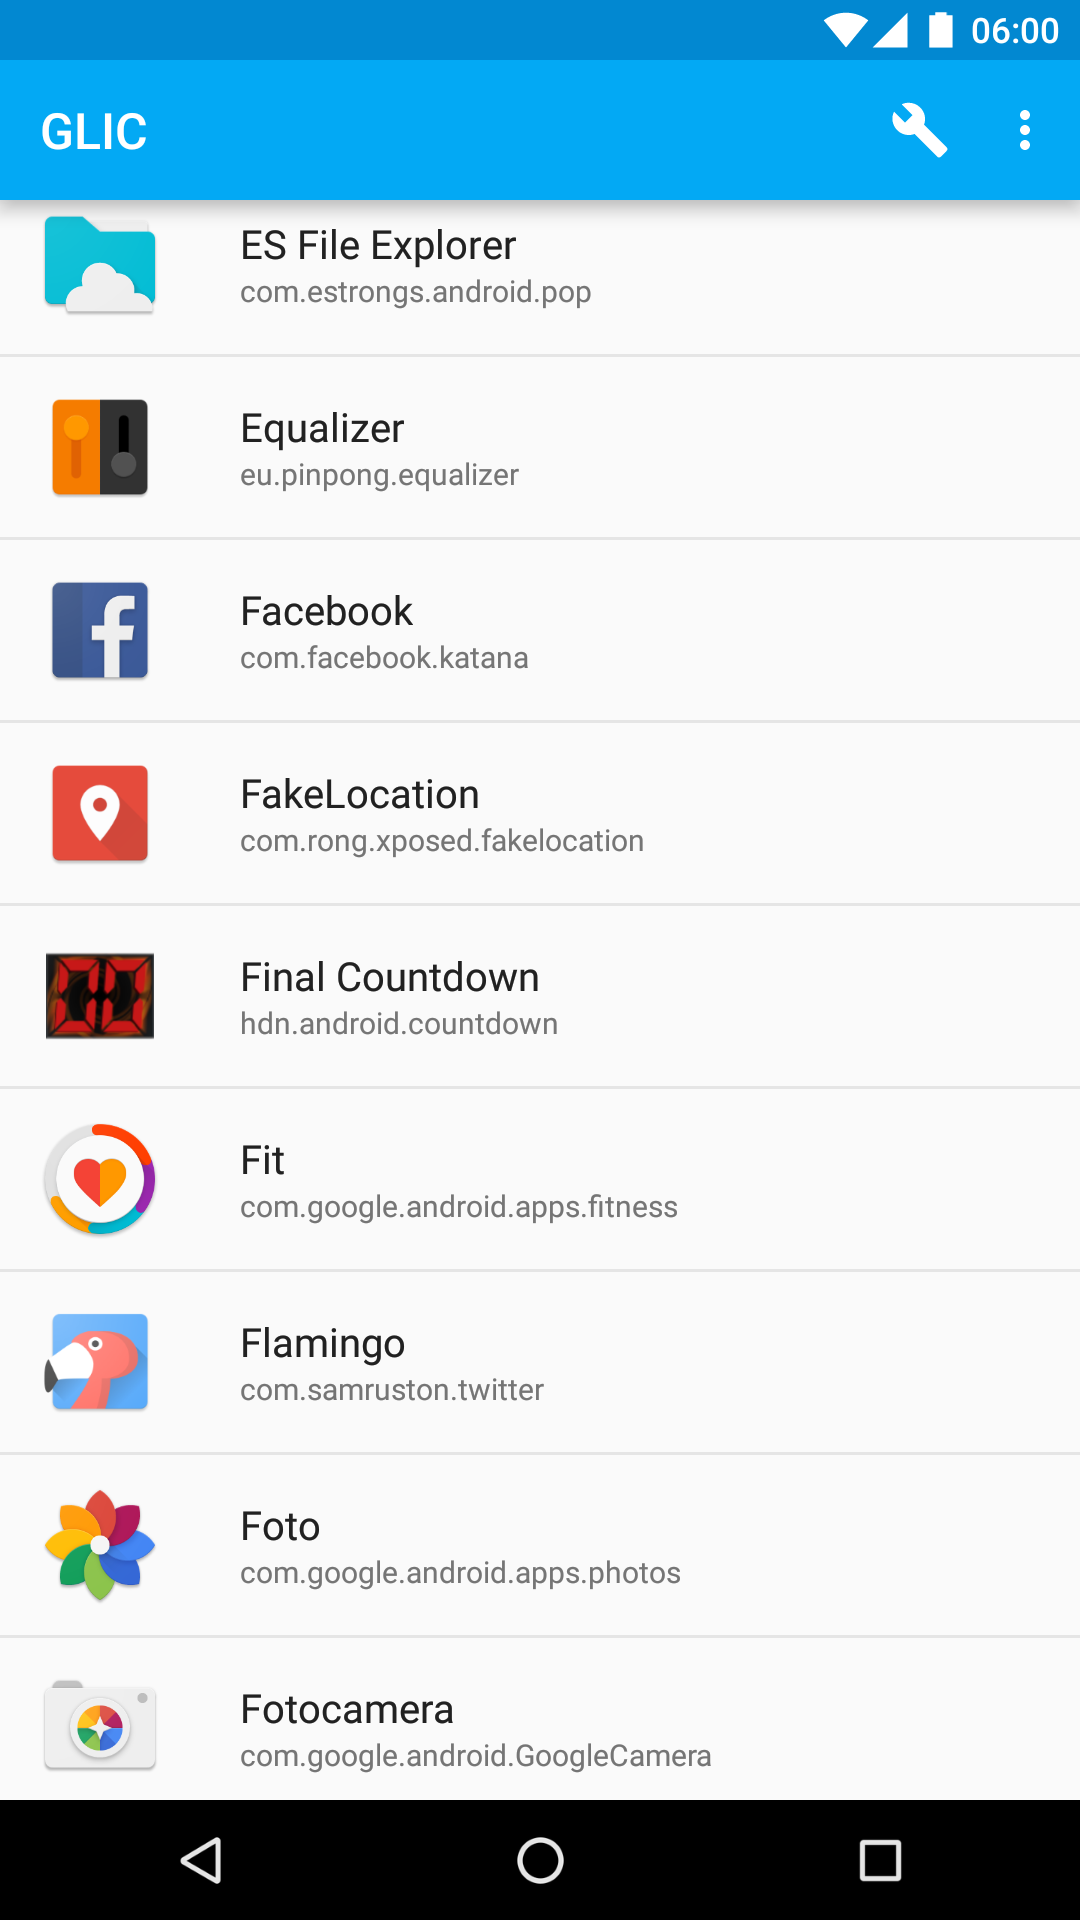 06:00
GLIC
ES File Explorer
com.estrongs.android.pop
Equalizer
eu.pinpong.equalizer
Facebook
com.facebook.katana
FakeLocation
com.rong.xposed.fakelocation
Final Countdown
hdn.android.countdown
Fit
com.google.android.apps.fitness
Flamingo
com.samruston.twitter
Foto
com.google.android.apps.photos
Fotocamera
com.google.android.GoogleCamera